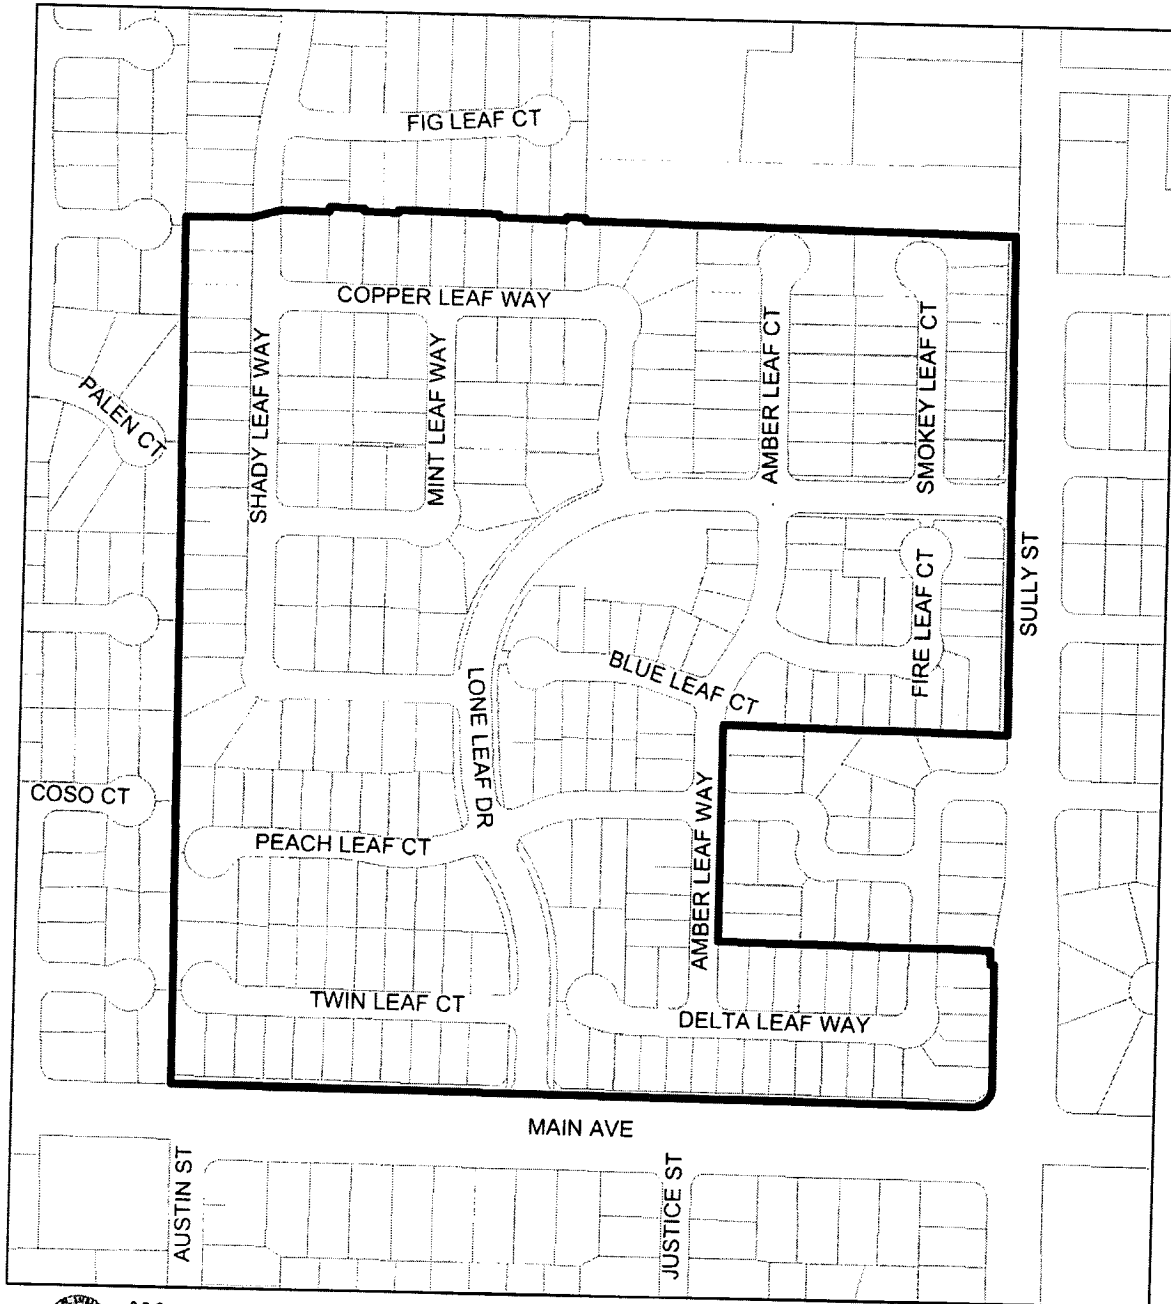 FIG LEAF CT
COPPER LEAF WAY
PALEN CT
SHADY LEAF WAY
MINT LEAF WAY
AMBER LEAF CT
SMOKEY LEAF CT
SULLY ST
FIRE LEAF CT
BLUE LEAF CT
LONE LEAF DR
COSO CT
PEACH LEAF CT
AMBER LEAF WAY
TWIN LEAF CT
DELTA LEAF WAY
MAIN AVE
AUSTIN ST
JUSTICE ST